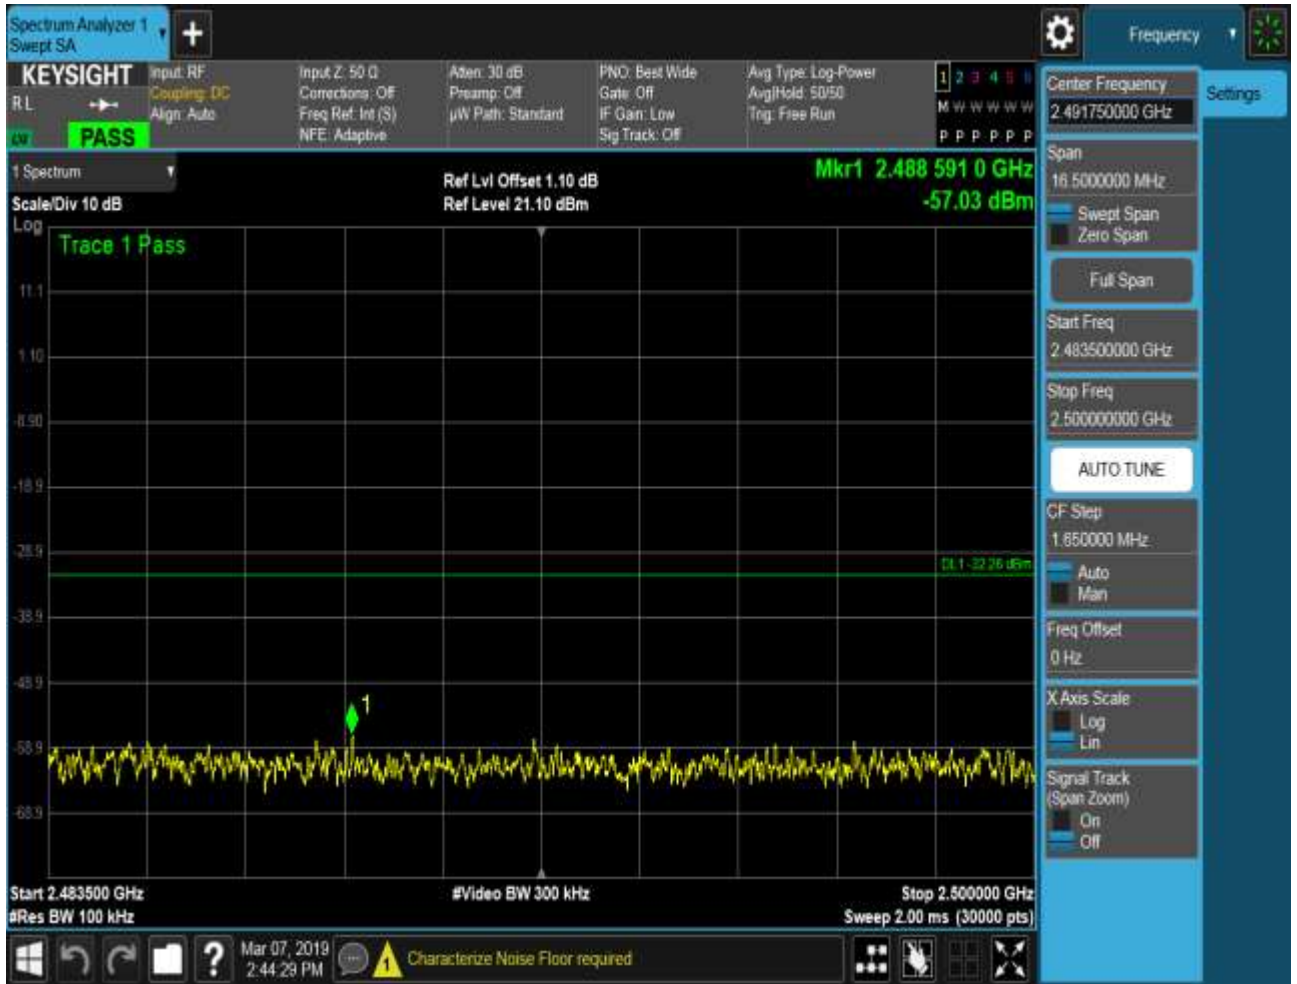 Spectrum Analyzer 1
Swept SA
+
Frequency
KEYSIGHT
R L
PASS
Input: RF
Coupling: DC
Align: Auto
Input Z: 50 Ω
Corrections: Off
Freq Ref: Int (S)
NFE: Adaptive
Atten: 30 dB
Preamp: Off
µW Path: Standard
PNO: Best Wide
Gate: Off
IF Gain: Low
Sig Track: Off
Avg Type: Log-Power
Avg|Hold: 50/50
Trig: Free Run
1 2 3 4 5 6
M W W W W W
P P P P P P
Center Frequency
2.491750000 GHz
Settings
Span
16.5000000 MHz
Swept Span
Zero Span
Full Span
Start Freq
2.483500000 GHz
Stop Freq
2.500000000 GHz
AUTO TUNE
CF Step
1.650000 MHz
Auto
Man
Freq Offset
0 Hz
X Axis Scale
Log
Lin
Signal Track
(Span Zoom)
On
Off
1 Spectrum
Scale/Div 10 dB
Log
Ref Lvl Offset 1.10 dB
Ref Level 21.10 dBm
Mkr1 2.488 591 0 GHz
-57.03 dBm
Trace 1 Pass
11.1
1.10
-8.90
-18.9
-28.9
DL1 -32.26 dBm
-38.9
-48.9
1
-58.9
-68.9
Start 2.483500 GHz
#Video BW 300 kHz
Stop 2.500000 GHz
#Res BW 100 kHz
Sweep 2.00 ms (30000 pts)
?
Mar 07, 2019
2:44:29 PM
1
Characterize Noise Floor required